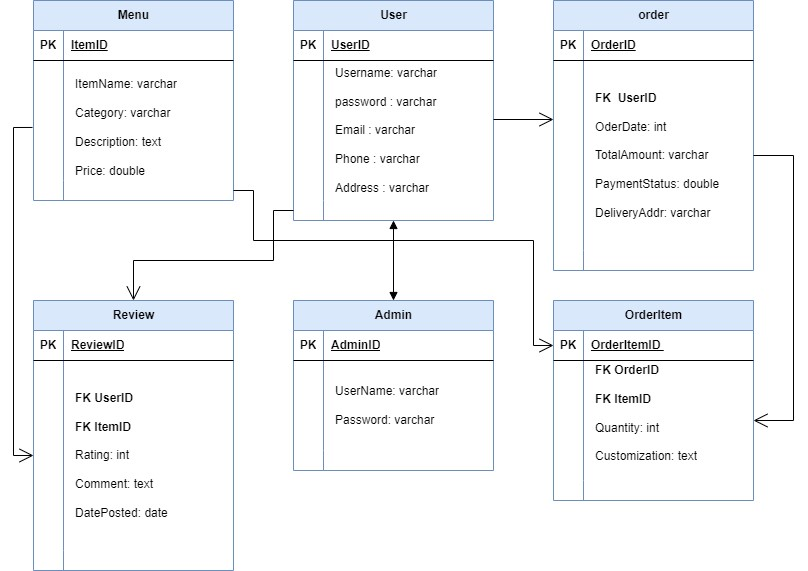 Menu
PK ItemID
ItemName: varchar
Category: varchar
Description: text
Price: double
User
PK UserID
Username: varchar
password : varchar
Email : varchar
Phone : varchar
Address : varchar
order
PK OrderID
FK UserID
OderDate: int
TotalAmount: varchar
PaymentStatus: double
DeliveryAddr: varchar
Review
PK ReviewID
FK UserID
FK ItemID
Rating: int
Comment: text
DatePosted: date
Admin
PK AdminID
UserName: varchar
Password: varchar
OrderItem
PK OrderItemID
FK OrderID
FK ItemID
Quantity: int
Customization: text